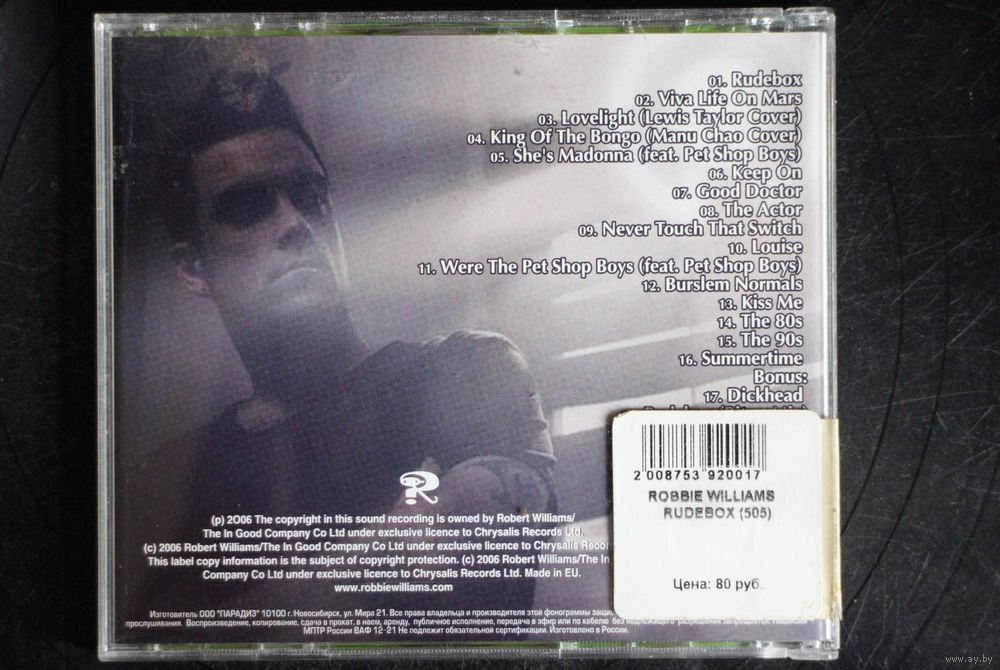 01. Rudebox
02. Viva Life On Mars
03. Lovelight (Lewis Taylor Cover)
04. King Of The Bongo (Manu Chao Cover)
05. She's Madonna (feat. Pet Shop Boys)
06. Keep On
07. Good Doctor
08. The Actor
09. Never Touch That Switch
10. Louise
11. Were The Pet Shop Boys (feat. Pet Shop Boys)
12. Burslem Normals
13. Kiss Me
14. The 80s
15. The 90s
16. Summertime
Bonus:
17. Dickhead
2 008753 920017
ROBBIE WILLIAMS
RUDEBOX (505)
Цена: 80 руб.
(p) 2006 The copyright in this sound recording is owned by Robert Williams/
The In Good Company Co Ltd under exclusive licence to Chrysalis Records Ltd.
(c) 2006 Robert Williams/The In Good Company Co Ltd under exclusive licence to Chrysalis
This label copy information is the subject of copyright protection. (c) 2006 Robert Williams/The In
Company Co Ltd under exclusive licence to Chrysalis Records Ltd. Made in EU.
www.robbiewilliams.com
Изготовитель ООО "ПАРАДИЗ" 10100 г. Новосибирск, ул. Мира 21. Все права владельца и производителя этой фонограммы
прослушивания. Воспроизведение, копирование, сдача в прокат, в наем, аренду, публичное исполнение, передача в эфир или по кабелю без надлежащего разрешения запрещается.
МПТР России ВАФ 12-21 Не подлежит обязательной сертификации. Изготовлено в России.
www.ay.by